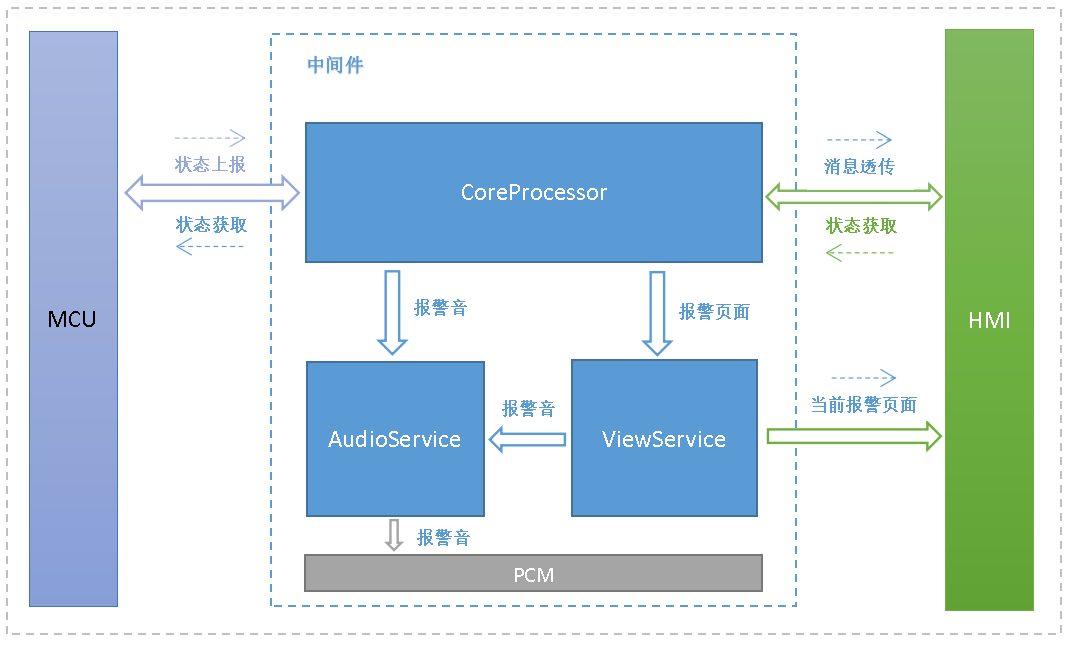 中间件
状态上报
消息透传
CoreProcessor
状态获取
状态获取
报警音
报警页面
MCU
HMI
当前报警页面
报警音
AudioService
ViewService
报警音
PCM